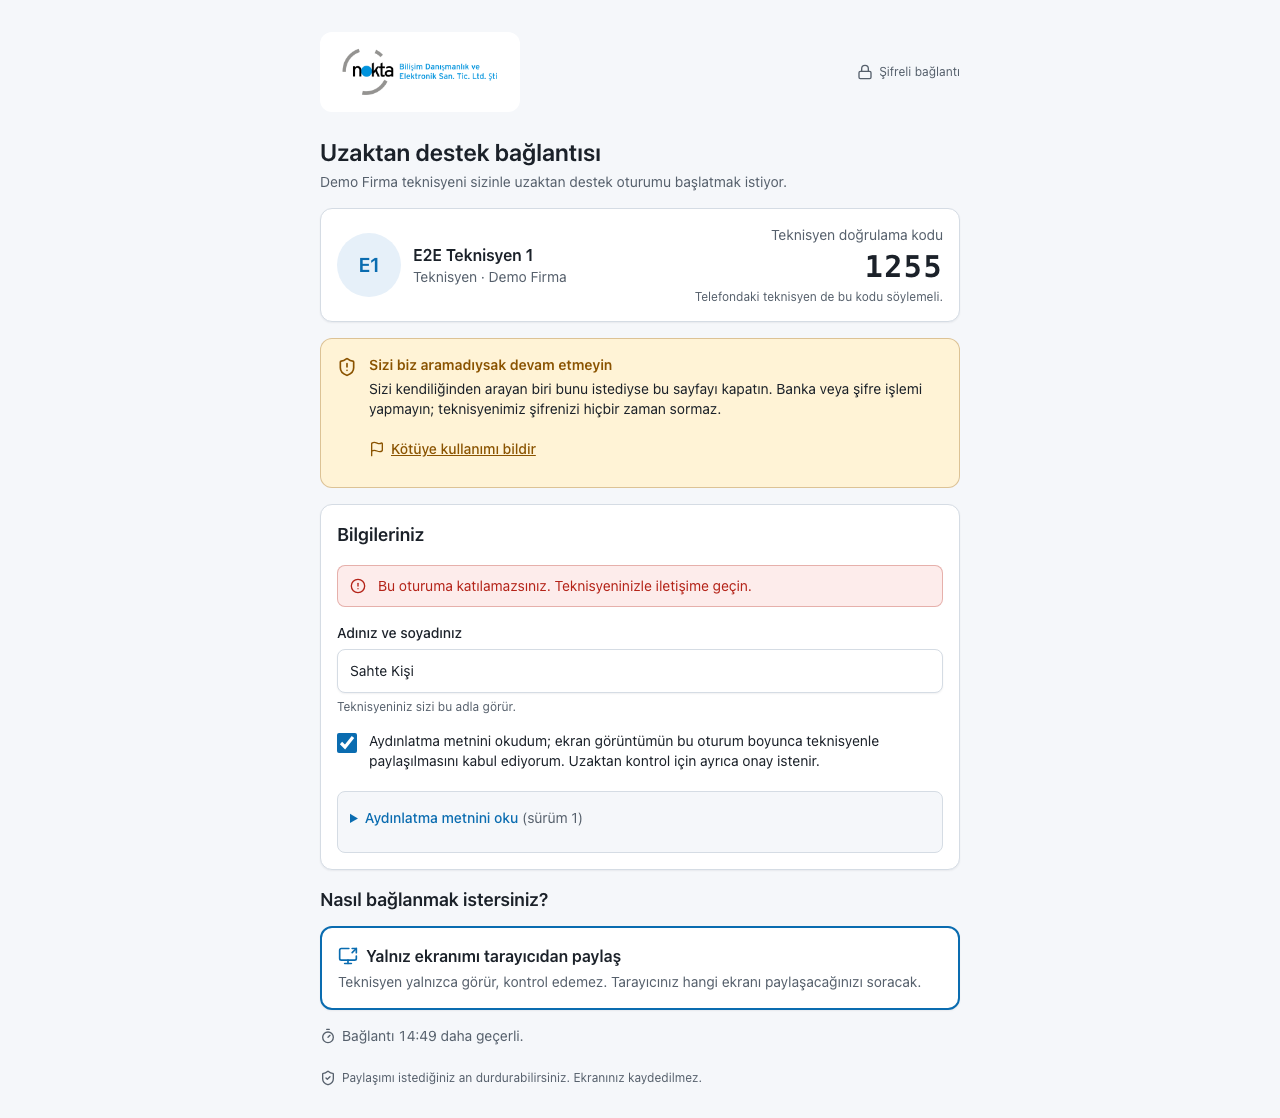 nokta Bilişim Danışmanlık ve
Elektronik San. Tic. Ltd. Şti
Şifreli bağlantı
Uzaktan destek bağlantısı
Demo Firma teknisyeni sizinle uzaktan destek oturumu başlatmak istiyor.
E1
E2E Teknisyen 1
Teknisyen · Demo Firma
Teknisyen doğrulama kodu
1255
Telefondaki teknisyen de bu kodu söylemeli.
Sizi biz aramadıysak devam etmeyin
Sizi kendiliğinden arayan biri bunu istediyse bu sayfayı kapatın. Banka veya şifre işlemi
yapmayın; teknisyenimiz şifrenizi hiçbir zaman sormaz.
Kötüye kullanımı bildir
Bilgileriniz
Bu oturuma katılamazsınız. Teknisyeninizle iletişime geçin.
Adınız ve soyadınız
Sahte Kişi
Teknisyeniniz sizi bu adla görür.
Aydınlatma metnini okudum; ekran görüntümün bu oturum boyunca teknisyenle
paylaşılmasını kabul ediyorum. Uzaktan kontrol için ayrıca onay istenir.
Aydınlatma metnini oku (sürüm 1)
Nasıl bağlanmak istersiniz?
Yalnız ekranımı tarayıcıdan paylaş
Teknisyen yalnızca görür, kontrol edemez. Tarayıcınız hangi ekranı paylaşacağınızı soracak.
Bağlantı 14:49 daha geçerli.
Paylaşımı istediğiniz an durdurabilirsiniz. Ekranınız kaydedilmez.